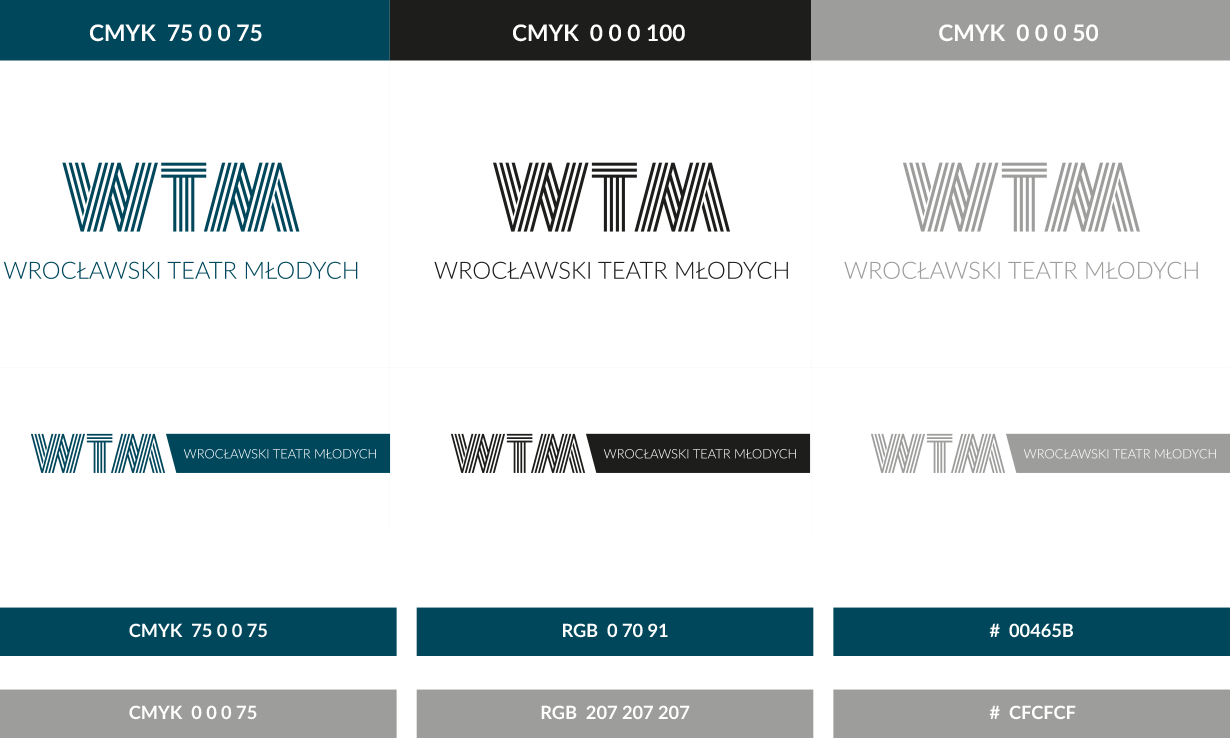 CMYK 75 0 0 75
CMYK 0 0 0 100
CMYK 0 0 0 50
WTM
WROCŁAWSKI TEATR MŁODYCH
WTM
WROCŁAWSKI TEATR MŁODYCH
WTM
WROCŁAWSKI TEATR MŁODYCH
WTM WROCŁAWSKI TEATR MŁODYCH
WTM WROCŁAWSKI TEATR MŁODYCH
WTM WROCŁAWSKI TEATR MŁODYCH
CMYK 75 0 0 75
RGB 0 70 91
# 00465B
CMYK 0 0 0 75
RGB 207 207 207
# CFCFCF